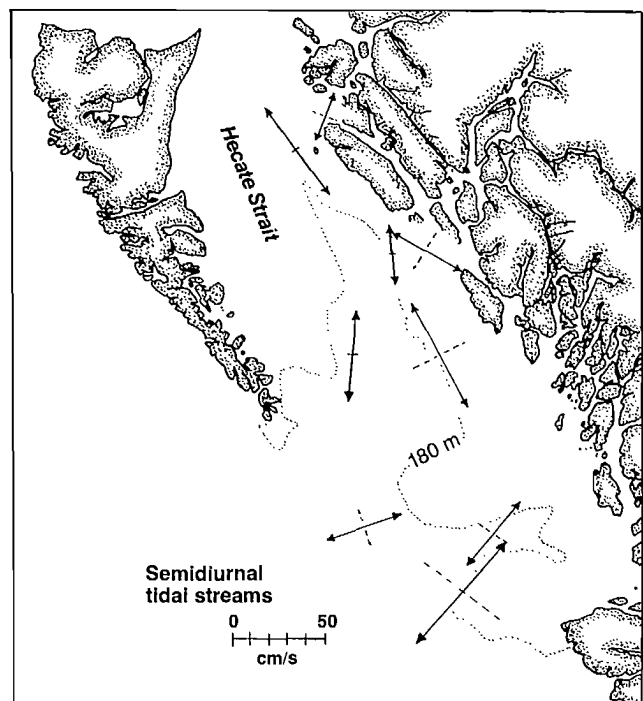 Hecate Strait
180 m
Semidiurnal
tidal streams
0 50
cm/s